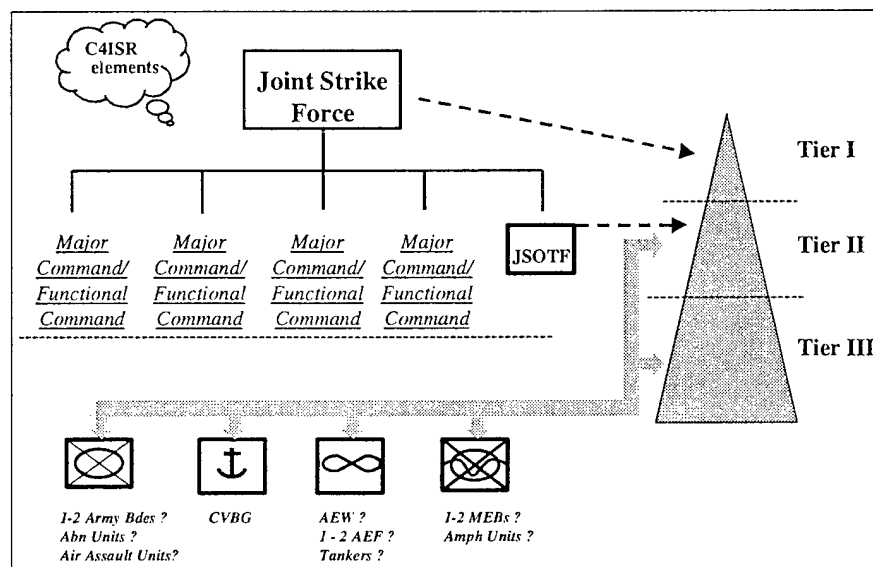 C4ISR
elements
Joint Strike
Force
Tier I
Major
Command/
Functional
Command
Major
Command/
Functional
Command
Major
Command/
Functional
Command
Major
Command/
Functional
Command
JSOTF
Tier II
Tier III
1-2 Army Bdes ?
Abn Units ?
Air Assault Units?
CVBG
AEW ?
1 - 2 AEF ?
Tankers ?
1-2 MEBs ?
Amph Units ?